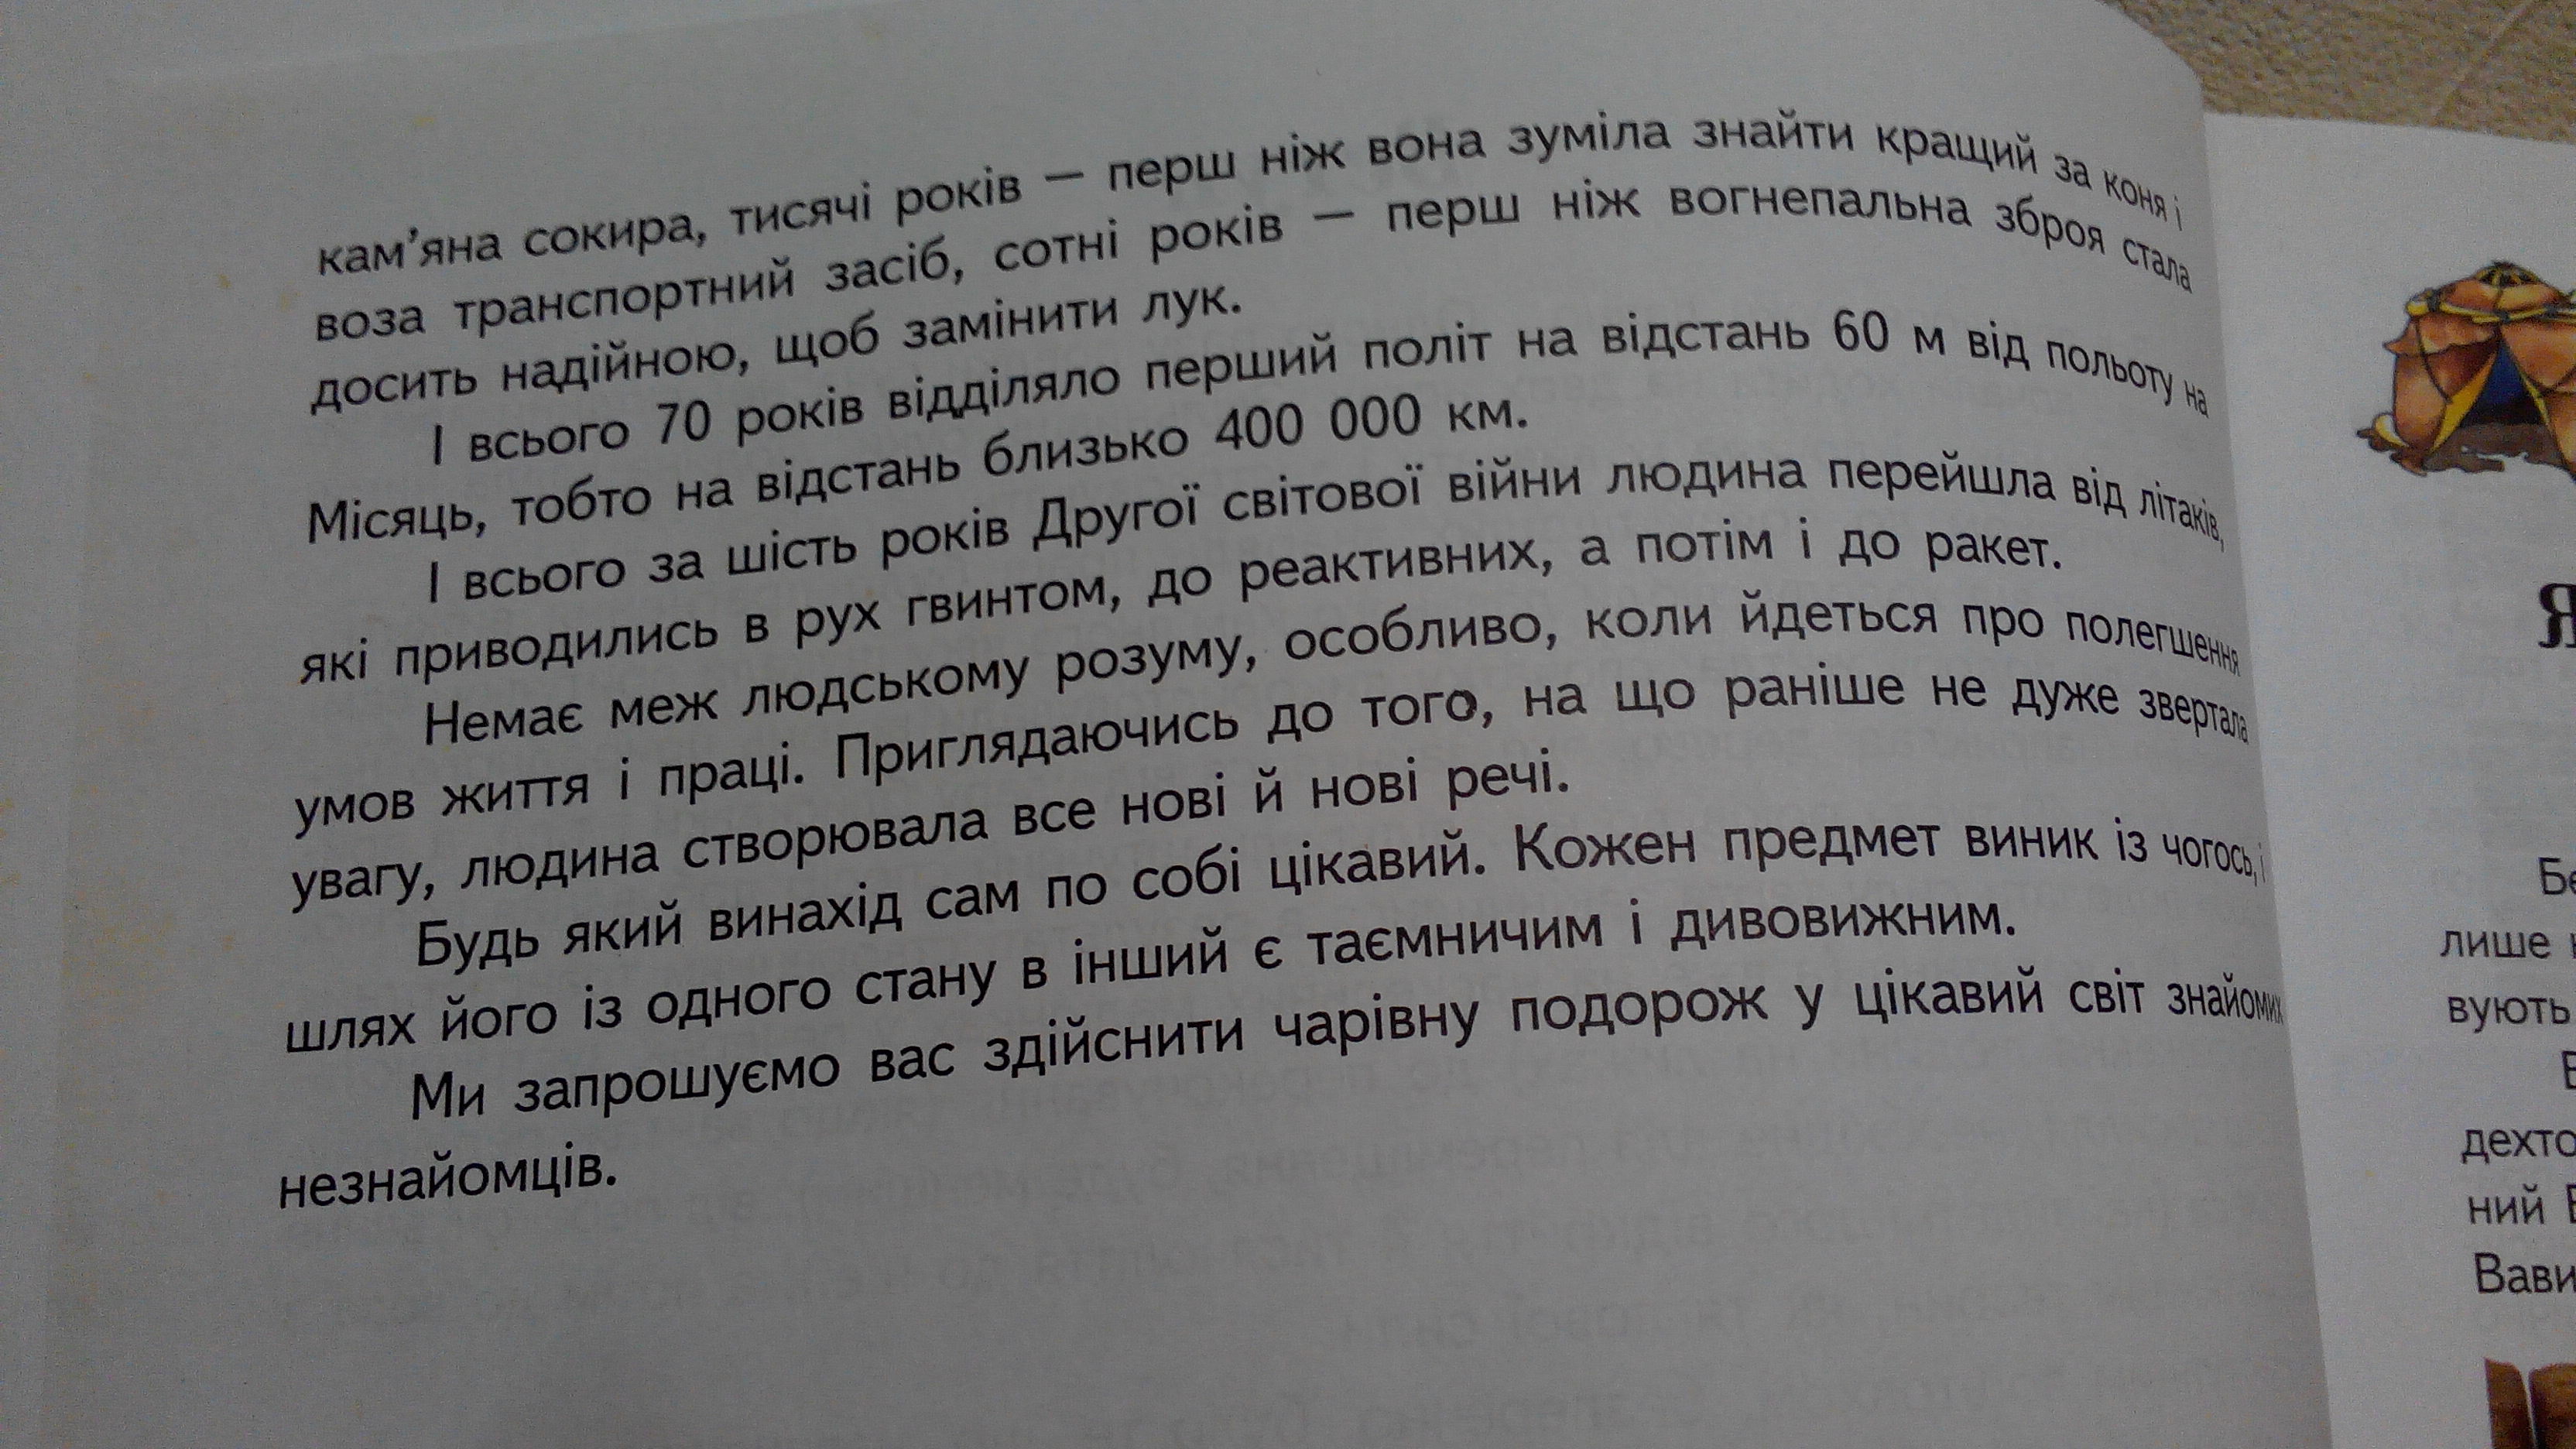 кам’яна сокира, тисячі років — перш ніж вона зуміла знайти кращий за коня і
воза транспортний засіб, сотні років — перш ніж вогнепальна зброя стала
досить надійною, щоб замінити лук.
І всього 70 років відділяло перший політ на відстань 60 м від польоту на
Місяць, тобто на відстань близько 400 000 км.
І всього за шість років Другої світової війни людина перейшла від літаків,
які приводились в рух гвинтом, до реактивних, а потім і до ракет.
Немає меж людському розуму, особливо, коли йдеться про полегшення
умов життя і праці. Приглядаючись до того, на що раніше не дуже звертала
увагу, людина створювала все нові й нові речі.
Будь який винахід сам по собі цікавий. Кожен предмет виник із чогось, і
шлях його із одного стану в інший є таємничим і дивовижним.
Ми запрошуємо вас здійснити чарівну подорож у цікавий світ знайомих
незнайомців.
Я
лише
вують
дехто
ний